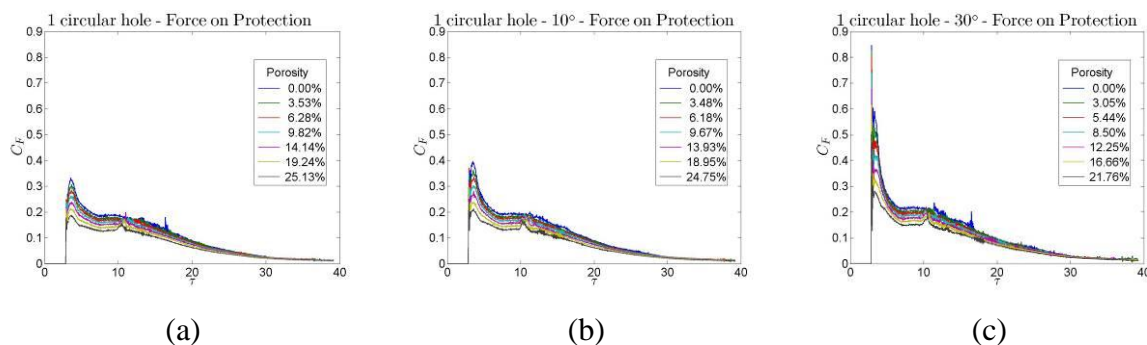 1 circular hole - Force on Protection
C_F
0.9
0.8
0.7
0.6
0.5
0.4
0.3
0.2
0.1
0
Porosity
0.00%
3.53%
6.28%
9.82%
14.14%
19.24%
25.13%
0 10 20 30 40
τ
(a)
1 circular hole - 10° - Force on Protection
C_F
0.9
0.8
0.7
0.6
0.5
0.4
0.3
0.2
0.1
0
Porosity
0.00%
3.48%
6.18%
9.67%
13.93%
18.95%
24.75%
0 10 20 30 40
τ
(b)
1 circular hole - 30° - Force on Protection
C_F
0.9
0.8
0.7
0.6
0.5
0.4
0.3
0.2
0.1
0
Porosity
0.00%
3.05%
5.44%
8.50%
12.25%
16.66%
21.76%
0 10 20 30 40
τ
(c)